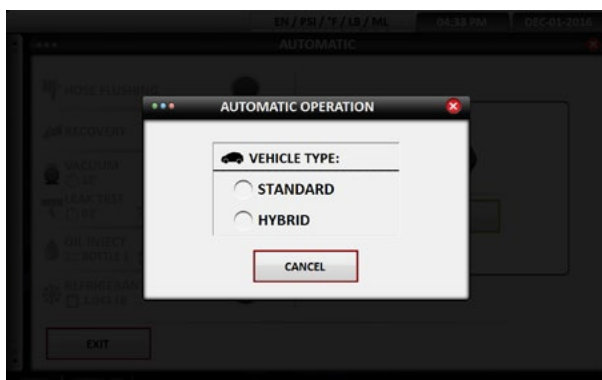 EN / PSI / °F / LB / ML 04:38 PM DEC-01-2016
AUTOMATIC
HOSE FLUSHING
RECOVERY
VACUUM
LEAK TEST
OIL INJECT
BOTTLE
EXIT
AUTOMATIC OPERATION
VEHICLE TYPE:
STANDARD
HYBRID
CANCEL